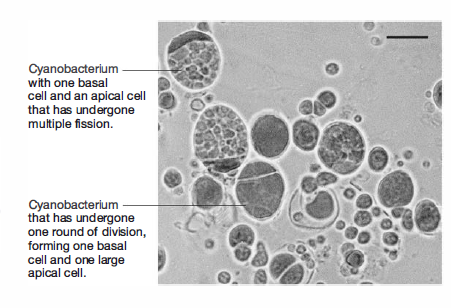 Cyanobacterium
with one basal
cell and an apical cell
that has undergone
multiple fission.
Cyanobacterium
that has undergone
one round of division,
forming one basal
cell and one large
apical cell.